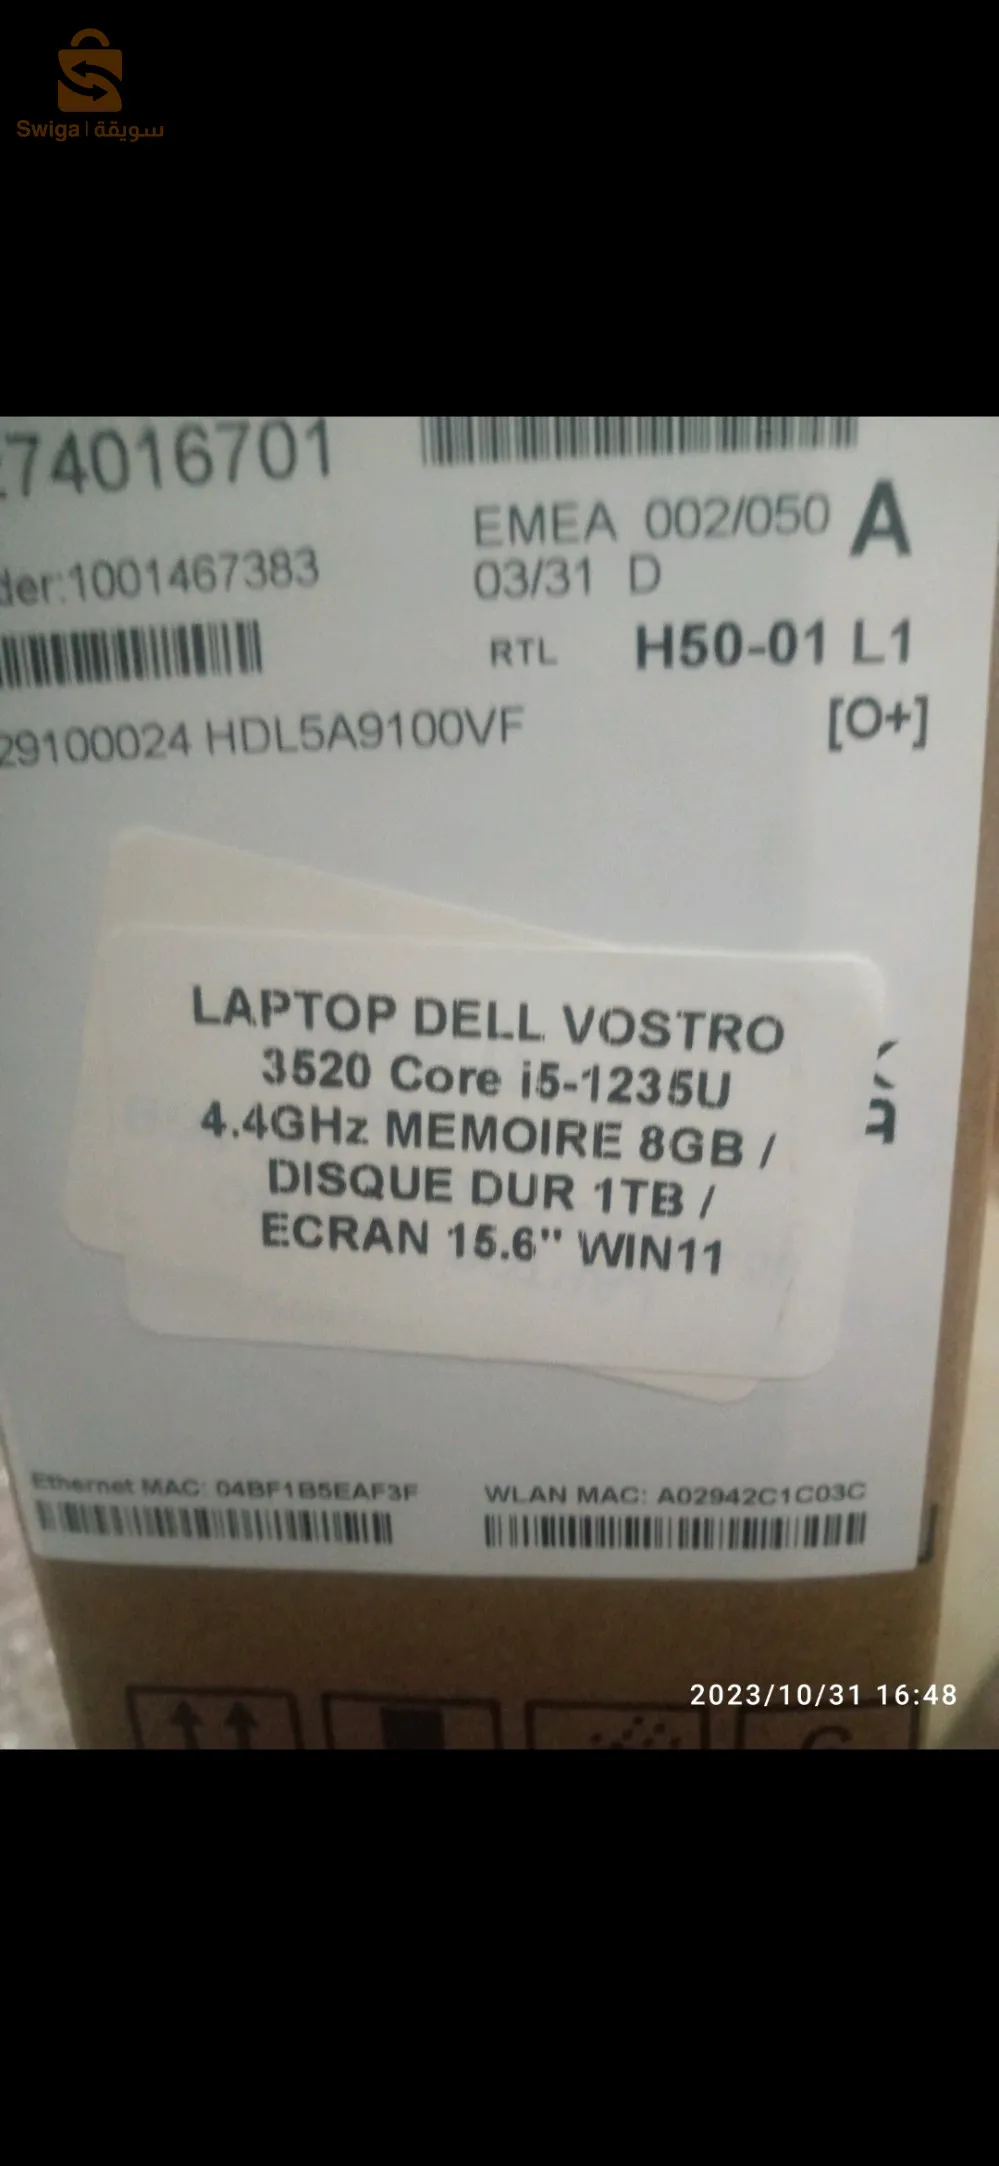 Swiga | سويقة
274016701
EMEA 002/050 A
der:1001467383
03/31 D
RTL H50-01 L1
29100024 HDL5A9100VF
[O+]
LAPTOP DELL VOSTRO
3520 Core i5-1235U
4.4GHz MEMOIRE 8GB /
DISQUE DUR 1TB /
ECRAN 15.6" WIN11
Ethernet MAC: 04BF1B5EAF3F
WLAN MAC: A02942C1C03C
2023/10/31 16:48